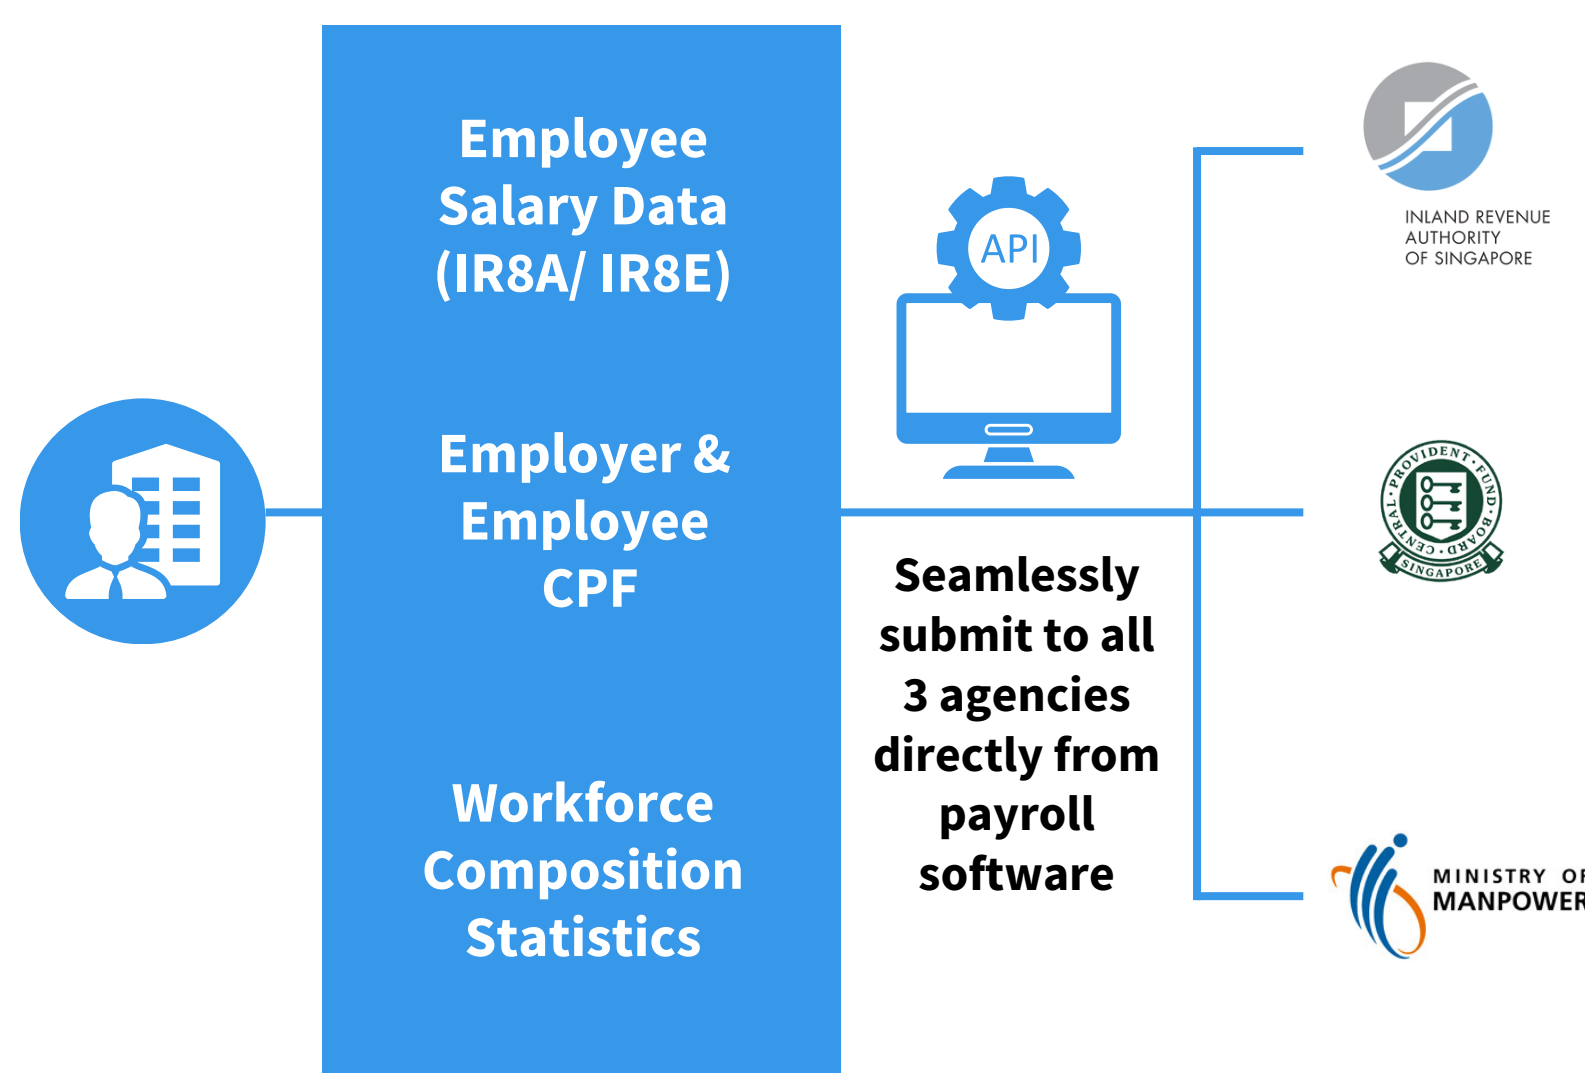 Employee
Salary Data
(IR8A/ IR8E)
Employer &
Employee
CPF
Workforce
Composition
Statistics
API
Seamlessly
submit to all
3 agencies
directly from
payroll
software
INLAND REVENUE
AUTHORITY
OF SINGAPORE
CENTRAL · PROVIDENT · FUND · BOARD ·
SINGAPORE
MINISTRY OF
MANPOWER